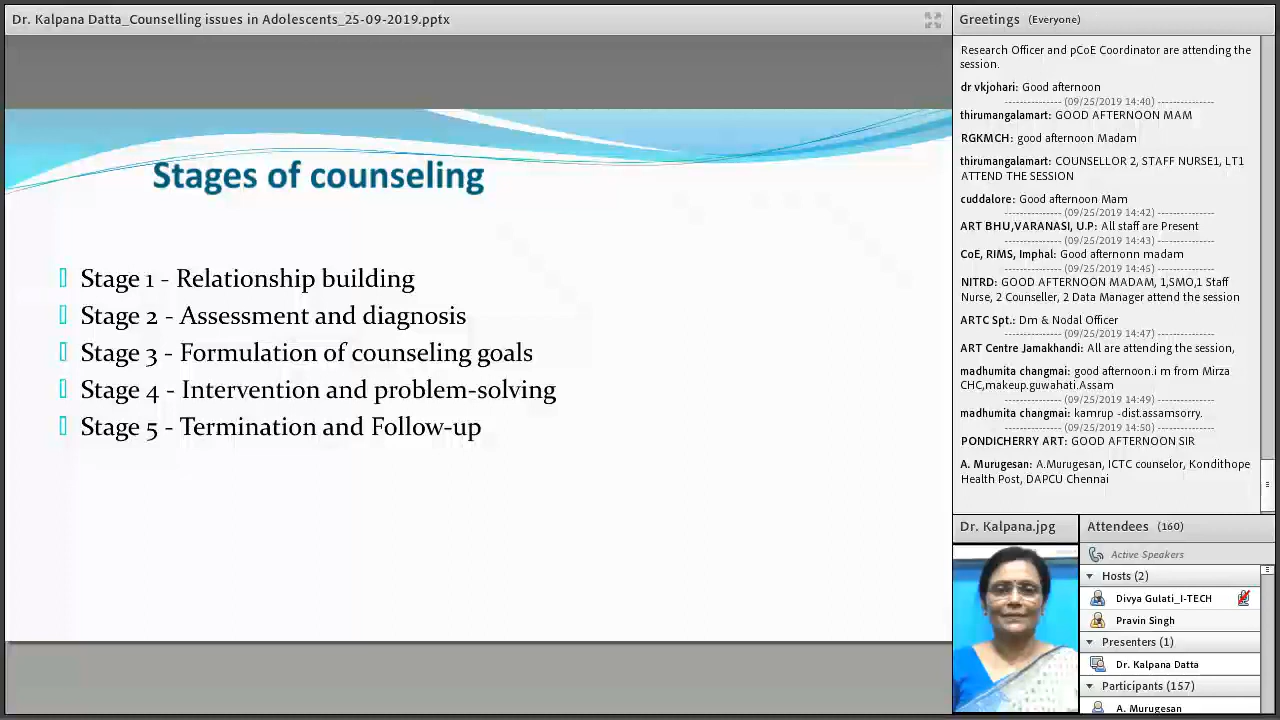 Dr. Kalpana Datta_Counselling issues in Adolescents_25-09-2019.pptx
Stages of counseling
Stage 1 - Relationship building
Stage 2 - Assessment and diagnosis
Stage 3 - Formulation of counseling goals
Stage 4 - Intervention and problem-solving
Stage 5 - Termination and Follow-up
Greetings (Everyone)
Research Officer and pCoE Coordinator are attending the
session.
dr vkjohari: Good afternoon
--------------- (09/25/2019 14:40) ---------------
thirumangalamart: GOOD AFTERNOON MAM
RGKMCH: good afternoon Madam
thirumangalamart: COUNSELLOR 2, STAFF NURSE1, LT1
ATTEND THE SESSION
cuddalore: Good afternoon Mam
--------------- (09/25/2019 14:42) ---------------
ART BHU,VARANASI, U.P: All staff are Present
--------------- (09/25/2019 14:43) ---------------
CoE, RIMS, Imphal: Good afternonn madam
--------------- (09/25/2019 14:45) ---------------
NITRD: GOOD AFTERNOON MADAM, 1,SMO,1 Staff
Nurse, 2 Counseller, 2 Data Manager attend the session
ARTC Spt.: Dm & Nodal Officer
--------------- (09/25/2019 14:47) ---------------
ART Centre Jamakhandi: All are attending the session,
madhumita changmai: good afternoon.i m from Mirza
CHC,makeup.guwahati.Assam
--------------- (09/25/2019 14:49) ---------------
madhumita changmai: kamrup -dist.assamsorry.
--------------- (09/25/2019 14:50) ---------------
PONDICHERRY ART: GOOD AFTERNOON SIR
A. Murugesan: A.Murugesan, ICTC counselor, Kondithope
Health Post, DAPCU Chennai
Dr. Kalpana.jpg
Attendees (160)
Active Speakers
Hosts (2)
Divya Gulati_I-TECH
Pravin Singh
Presenters (1)
Dr. Kalpana Datta
Participants (157)
A. Murugesan